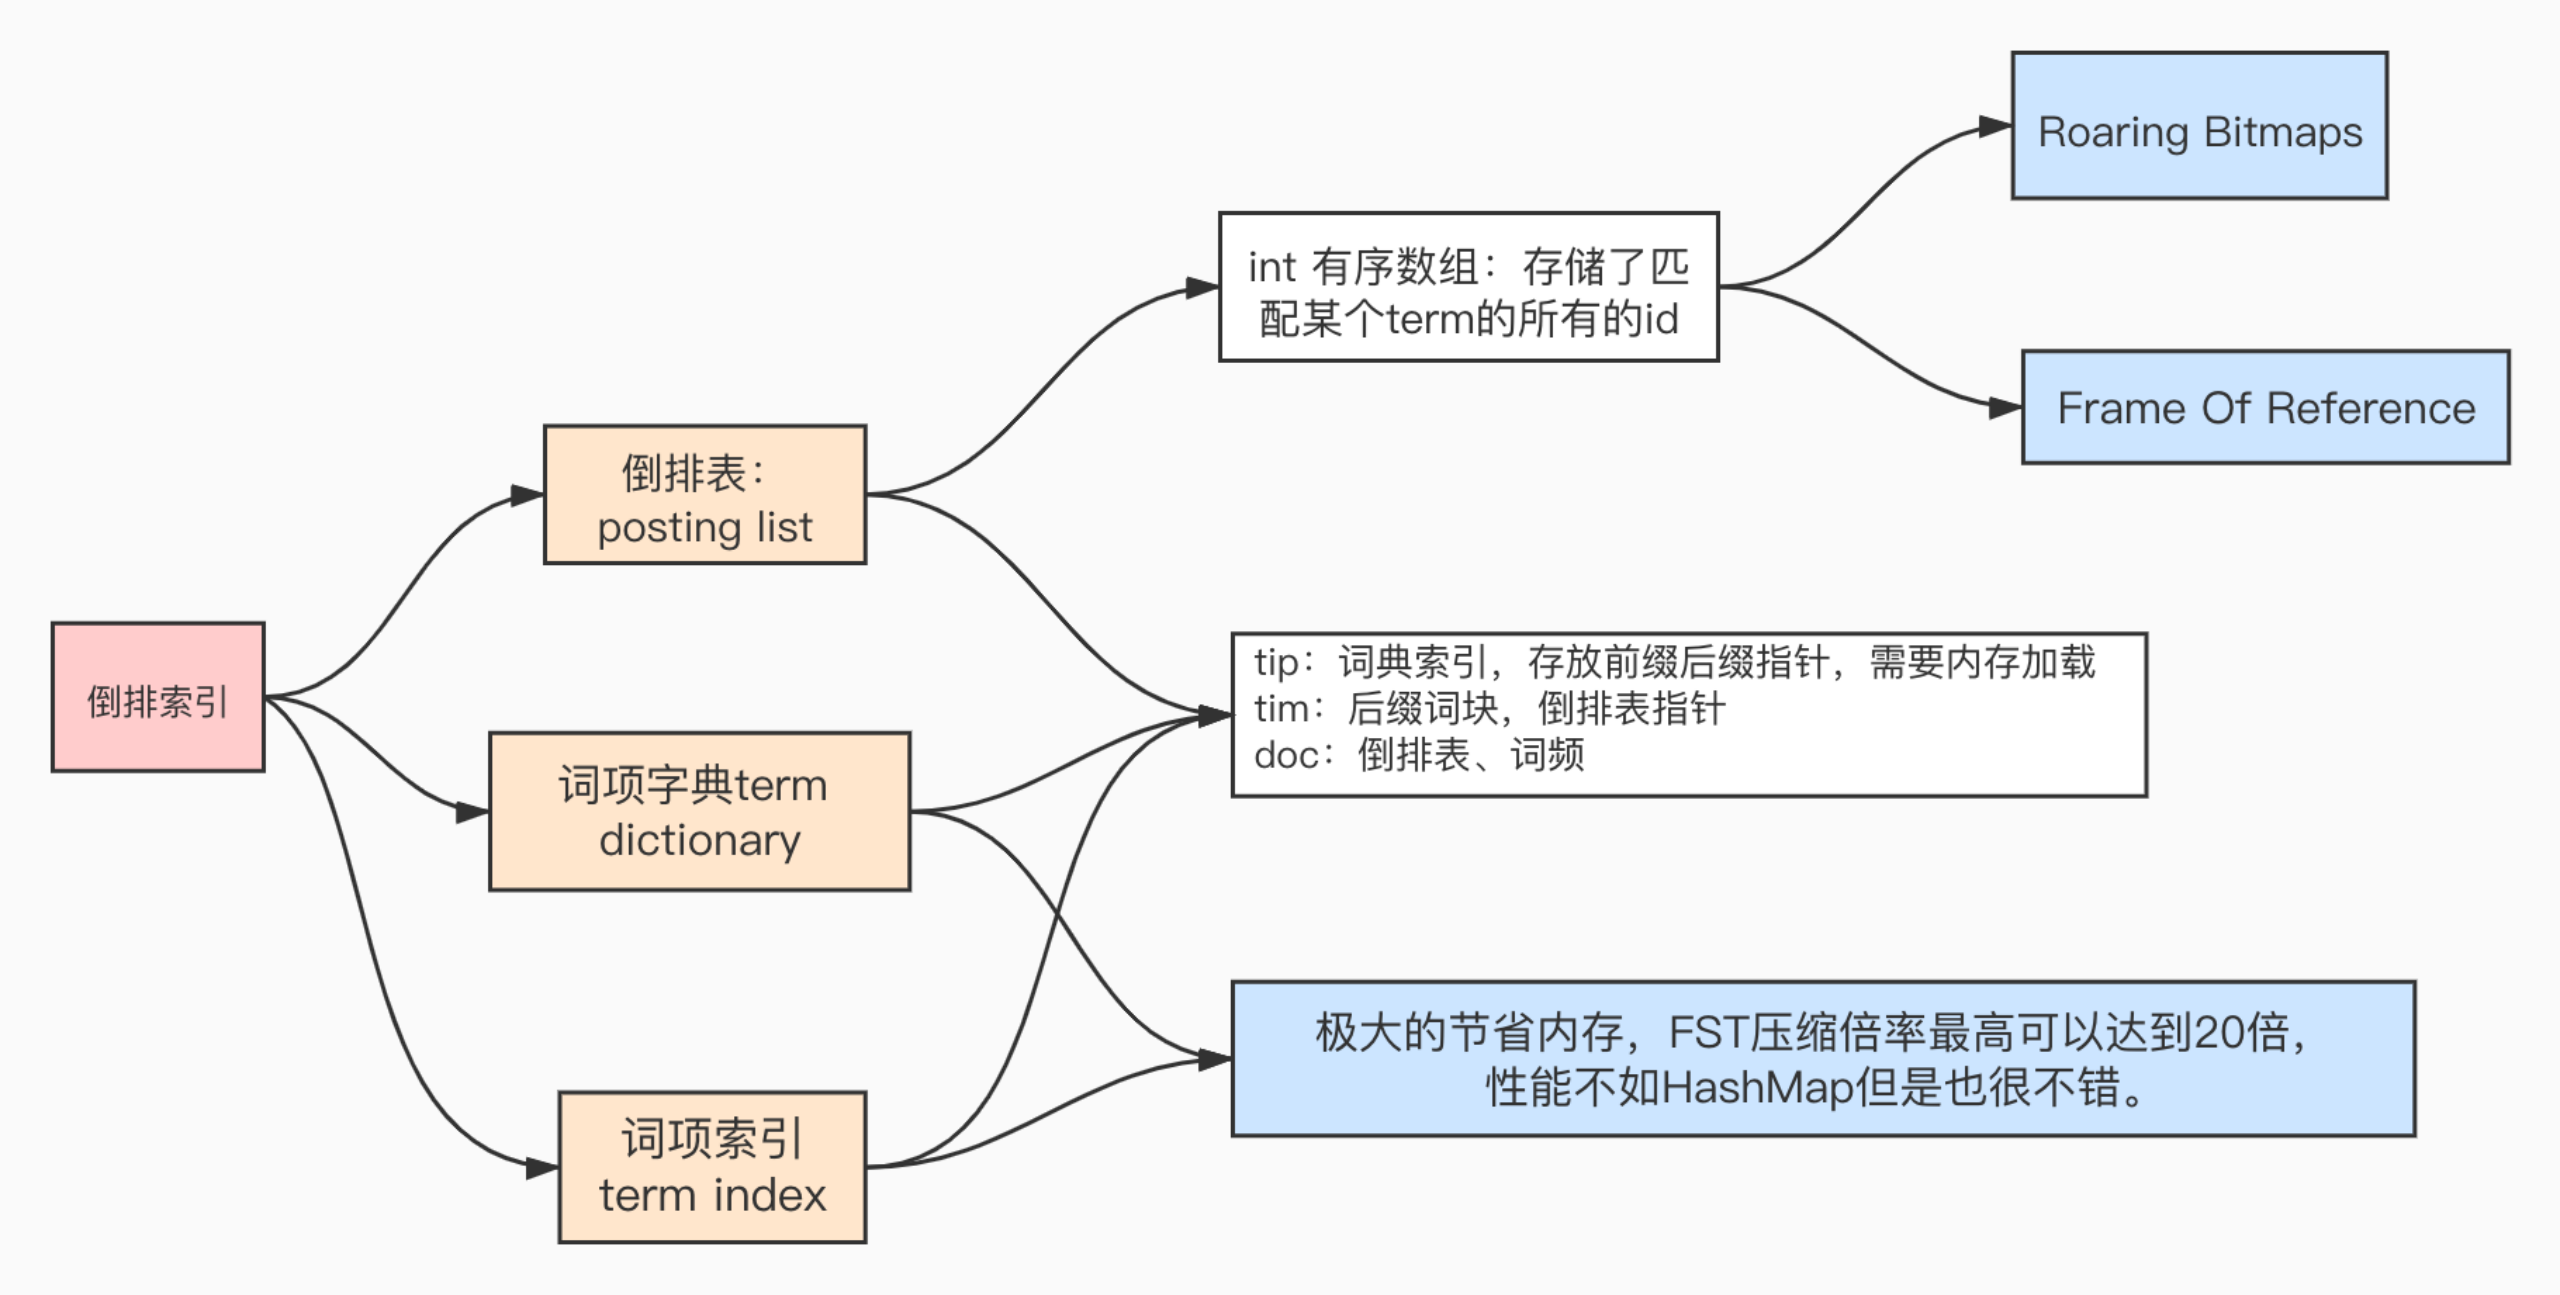 倒排索引
倒排表：
posting list
词项字典term
dictionary
词项索引
term index
int 有序数组：存储了匹
配某个term的所有的id
Roaring Bitmaps
Frame Of Reference
tip：词典索引，存放前缀后缀指针，需要内存加载
tim：后缀词块，倒排表指针
doc：倒排表、词频
极大的节省内存，FST压缩倍率最高可以达到20倍，
性能不如HashMap但是也很不错。